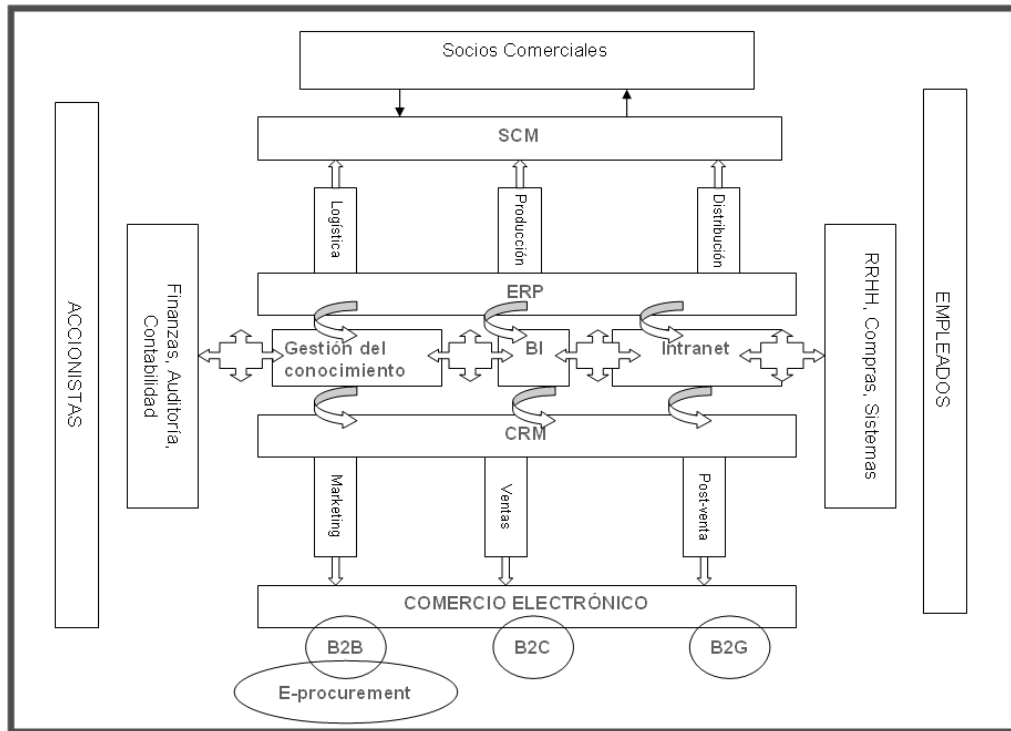 Socios Comerciales
SCM
Logística
Producción
Distribución
ERP
ACCIONISTAS
Finanzas, Auditoría,
Contabilidad
Gestión del
conocimiento
BI
Intranet
RRHH, Compras, Sistemas
EMPLEADOS
CRM
Marketing
Ventas
Post-venta
COMERCIO ELECTRÓNICO
B2B
B2C
B2G
E-procurement